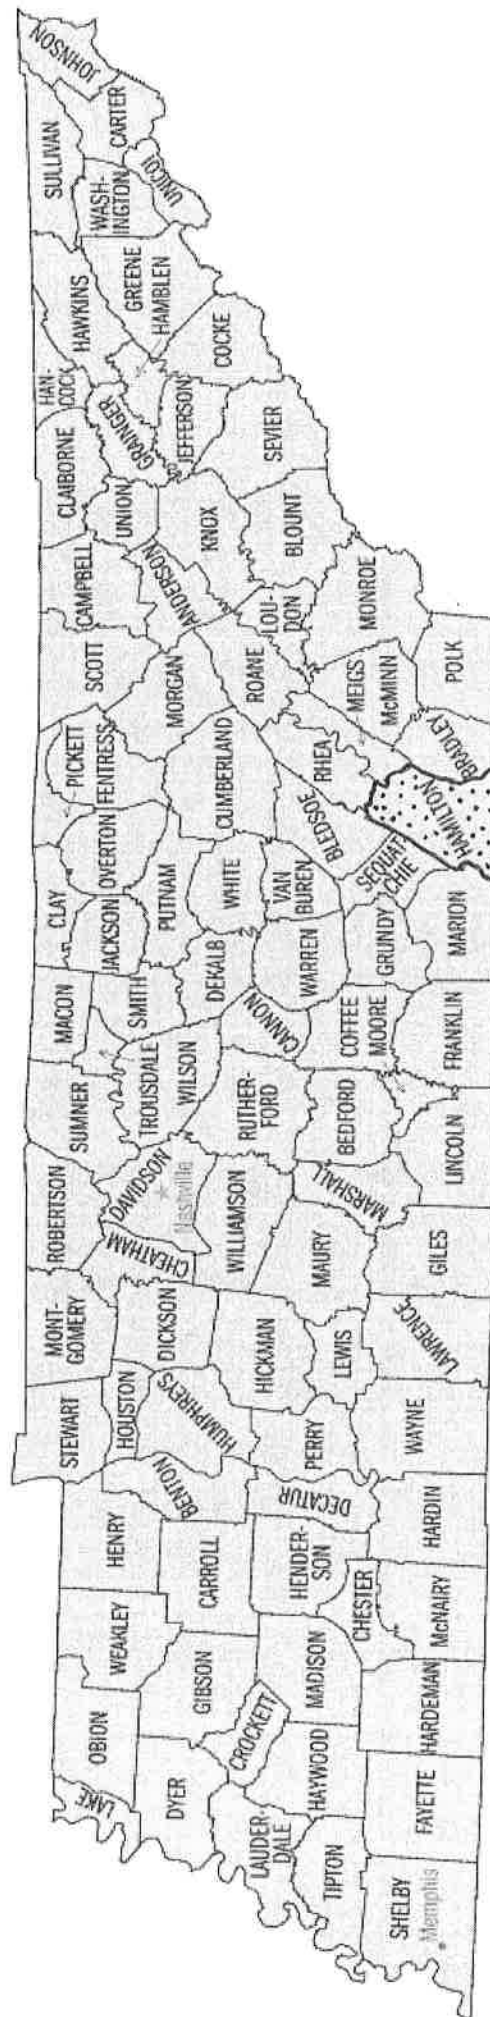 LAKE
OBION
WEAKLEY
HENRY
STEWART
MONT-
GOMERY
ROBERTSON
SUMNER
MACON
CLAY
PICKETT
SCOTT
CAMPBELL
CLAIBORNE
HAN-
COCK
HAWKINS
SULLIVAN
JOHNSON
DYER
GIBSON
CARROLL
BENTON
HOUSTON
HUMPHREYS
DICKSON
CHEATHAM
DAVIDSON
Nashville
TROUSDALE
WILSON
SMITH
JACKSON
OVERTON
FENTRESS
PUTNAM
MORGAN
ANDERSON
UNION
GRAINGER
HAMBLEN
GREENE
WASH-
INGTON
CARTER
UNICOI
LAUDER-
DALE
CROCKETT
HAYWOOD
MADISON
HENDER-
SON
DECATUR
PERRY
HICKMAN
WILLIAMSON
RUTHER-
FORD
CANNON
DEKALB
WHITE
CUMBERLAND
ROANE
LOU-
DON
KNOX
JEFFERSON
COCKE
SEVIER
BLOUNT
TIPTON
CHESTER
LEWIS
MAURY
MARSHALL
BEDFORD
COFFEE
MOORE
WARREN
VAN
BUREN
BLEDSOE
RHEA
MEIGS
McMINN
MONROE
SHELBY
Memphis
FAYETTE
HARDEMAN
McNAIRY
HARDIN
WAYNE
LAWRENCE
GILES
LINCOLN
FRANKLIN
GRUNDY
MARION
SEQUAT-
CHIE
HAMILTON
BRADLEY
POLK